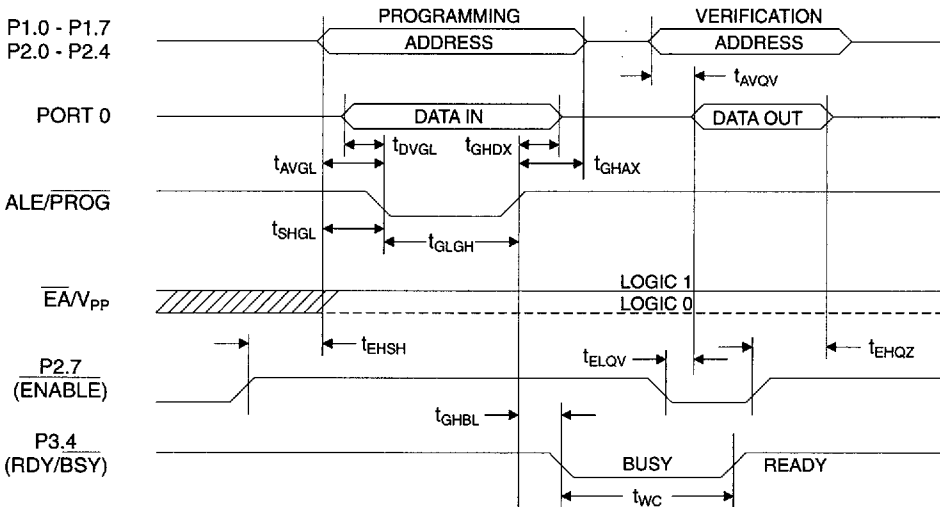 PROGRAMMING VERIFICATION
P1.0 - P1.7
P2.0 - P2.4
ADDRESS ADDRESS
tAVQV
PORT 0
DATA IN DATA OUT
tDVGL tGHDX
tAVGL tGHAX
ALE/PROG
tSHGL
tGLGH
LOGIC 1
EA/VPP
LOGIC 0
tEHSH tELQV tEHQZ
P2.7
(ENABLE)
tGHBL
P3.4
(RDY/BSY)
BUSY READY
tWC